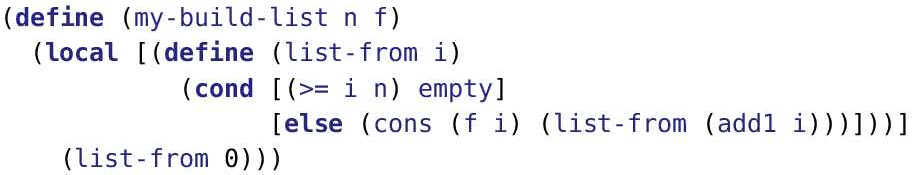 (define (my-build-list n f)
(local [(define (list-from i)
(cond [(>= i n) empty]
[else (cons (f i) (list-from (add1 i)))]))]
(list-from 0)))